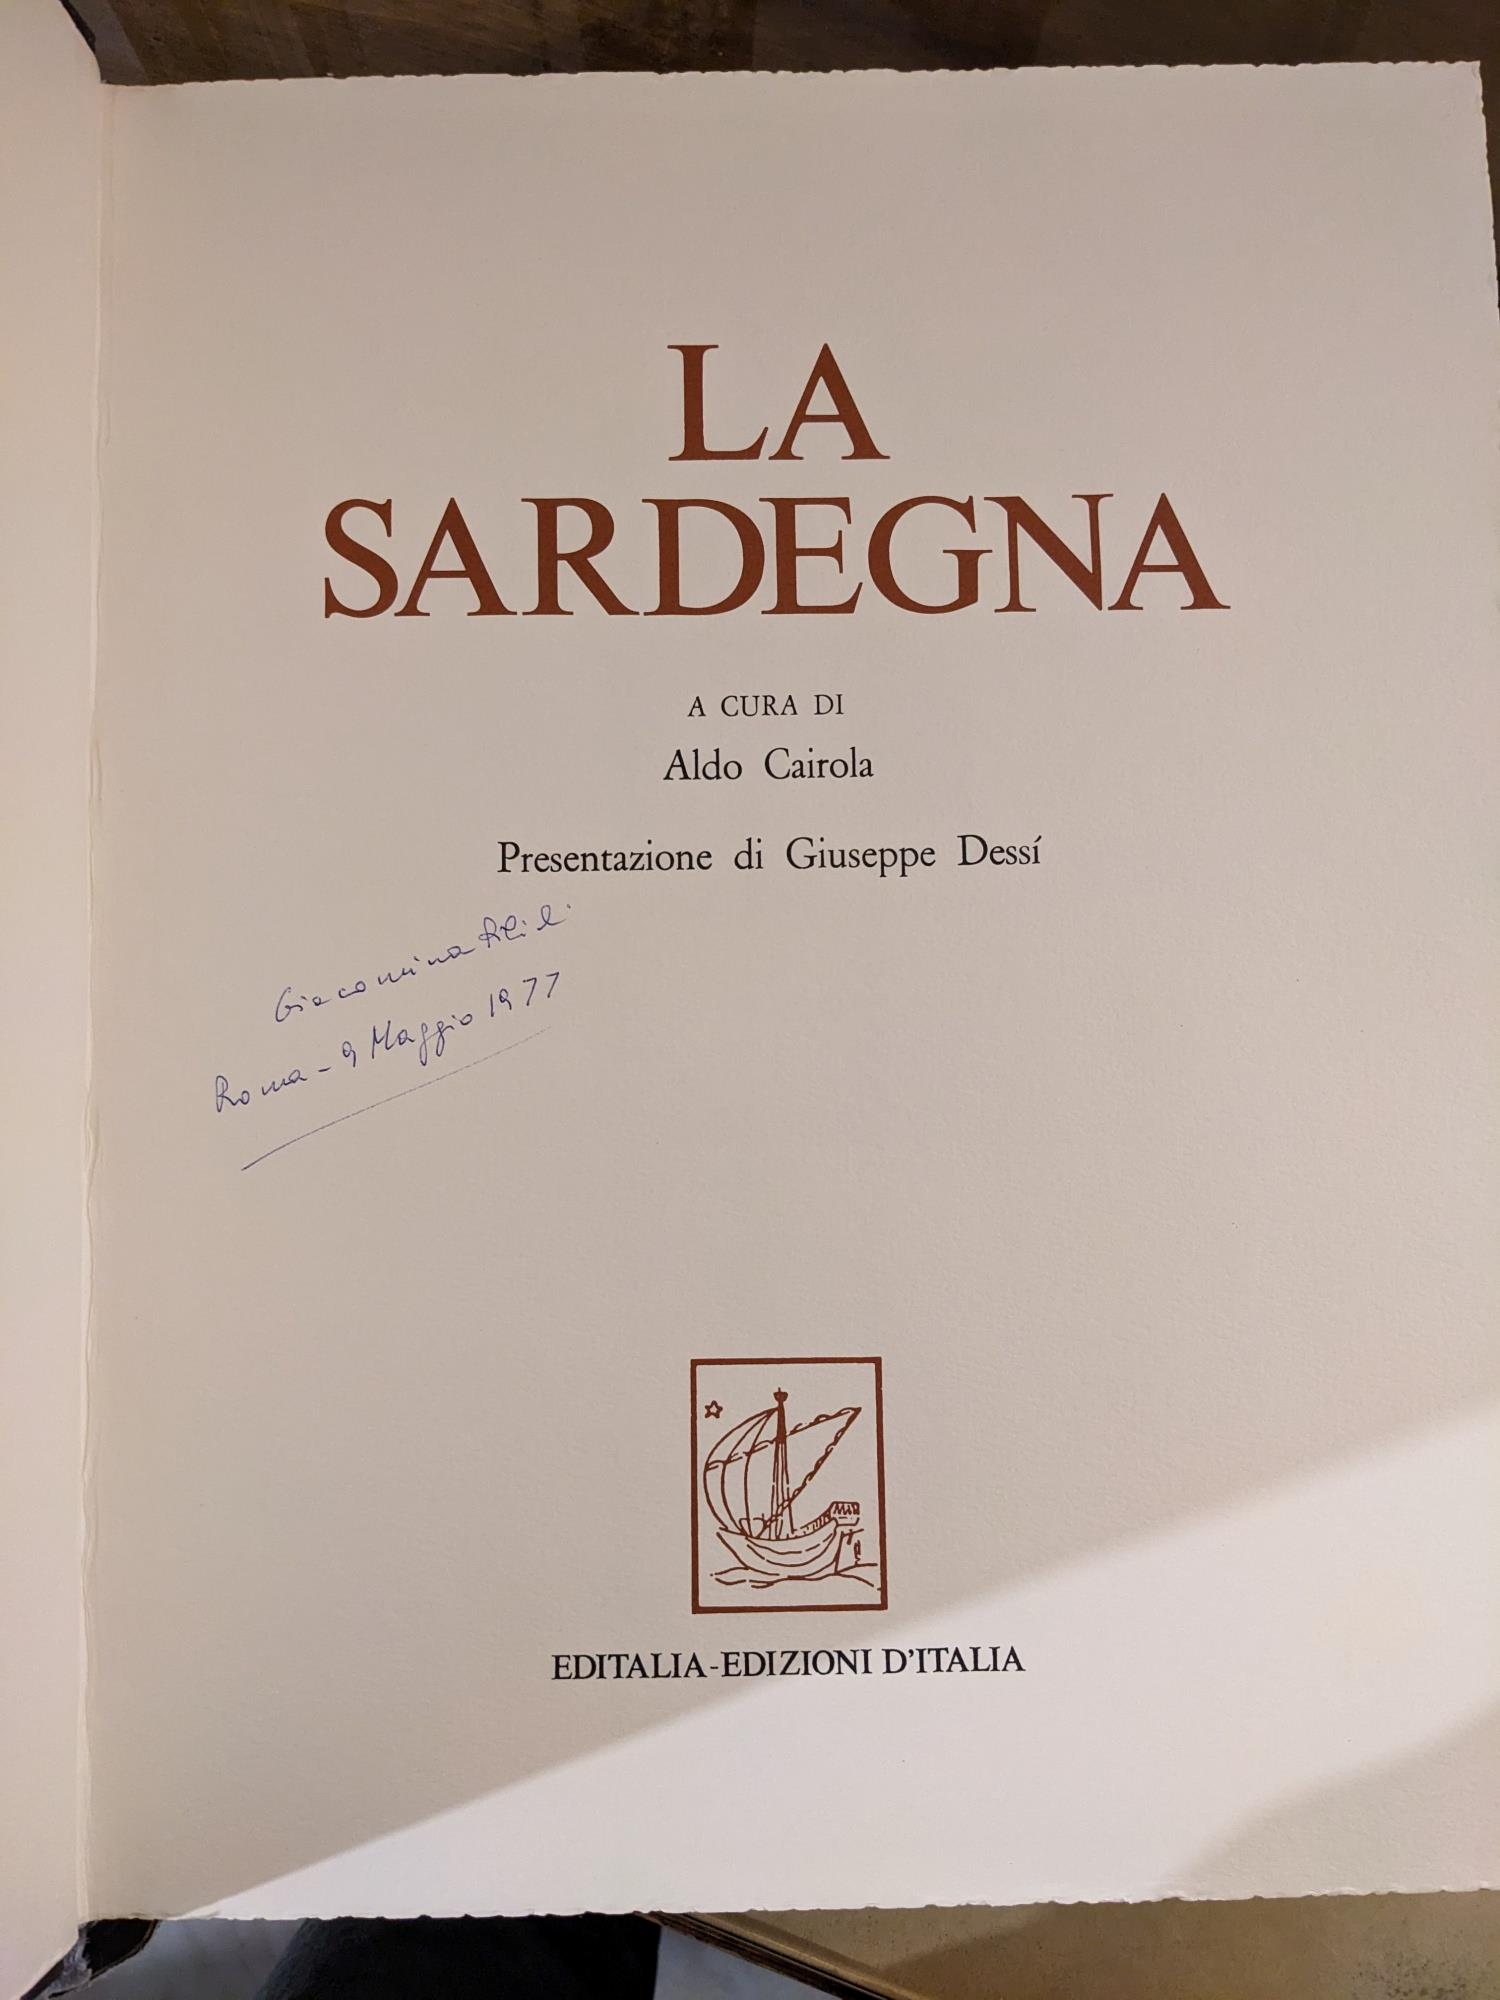 LA
SARDEGNA
A CURA DI
Aldo Cairola
Presentazione di Giuseppe Dessí
Giacomina
Roma - 9 Maggio 1977
EDITALIA-EDIZIONI D'ITALIA